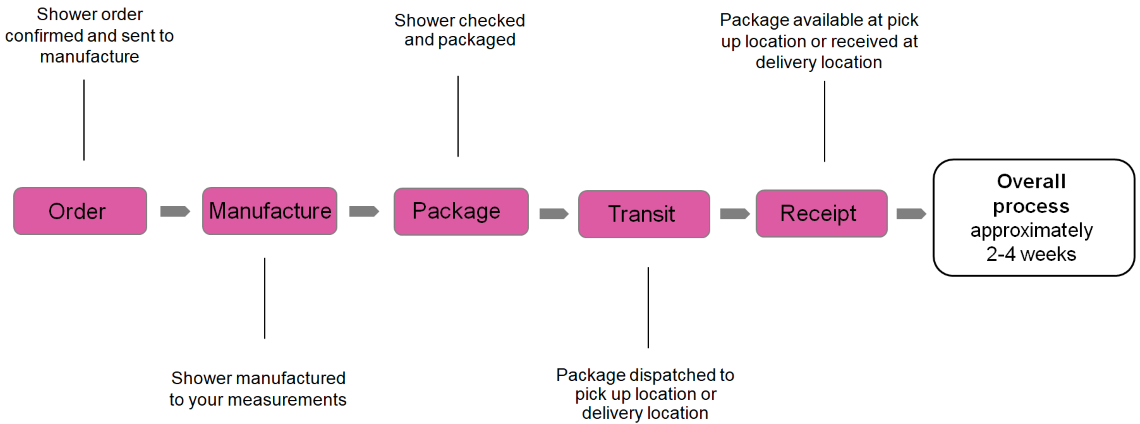 Shower order
confirmed and sent to
manufacture
Shower checked
and packaged
Package available at pick
up location or received at
delivery location
Order
Manufacture
Package
Transit
Receipt
Overall
process
approximately
2-4 weeks
Shower manufactured
to your measurements
Package dispatched to
pick up location or
delivery location